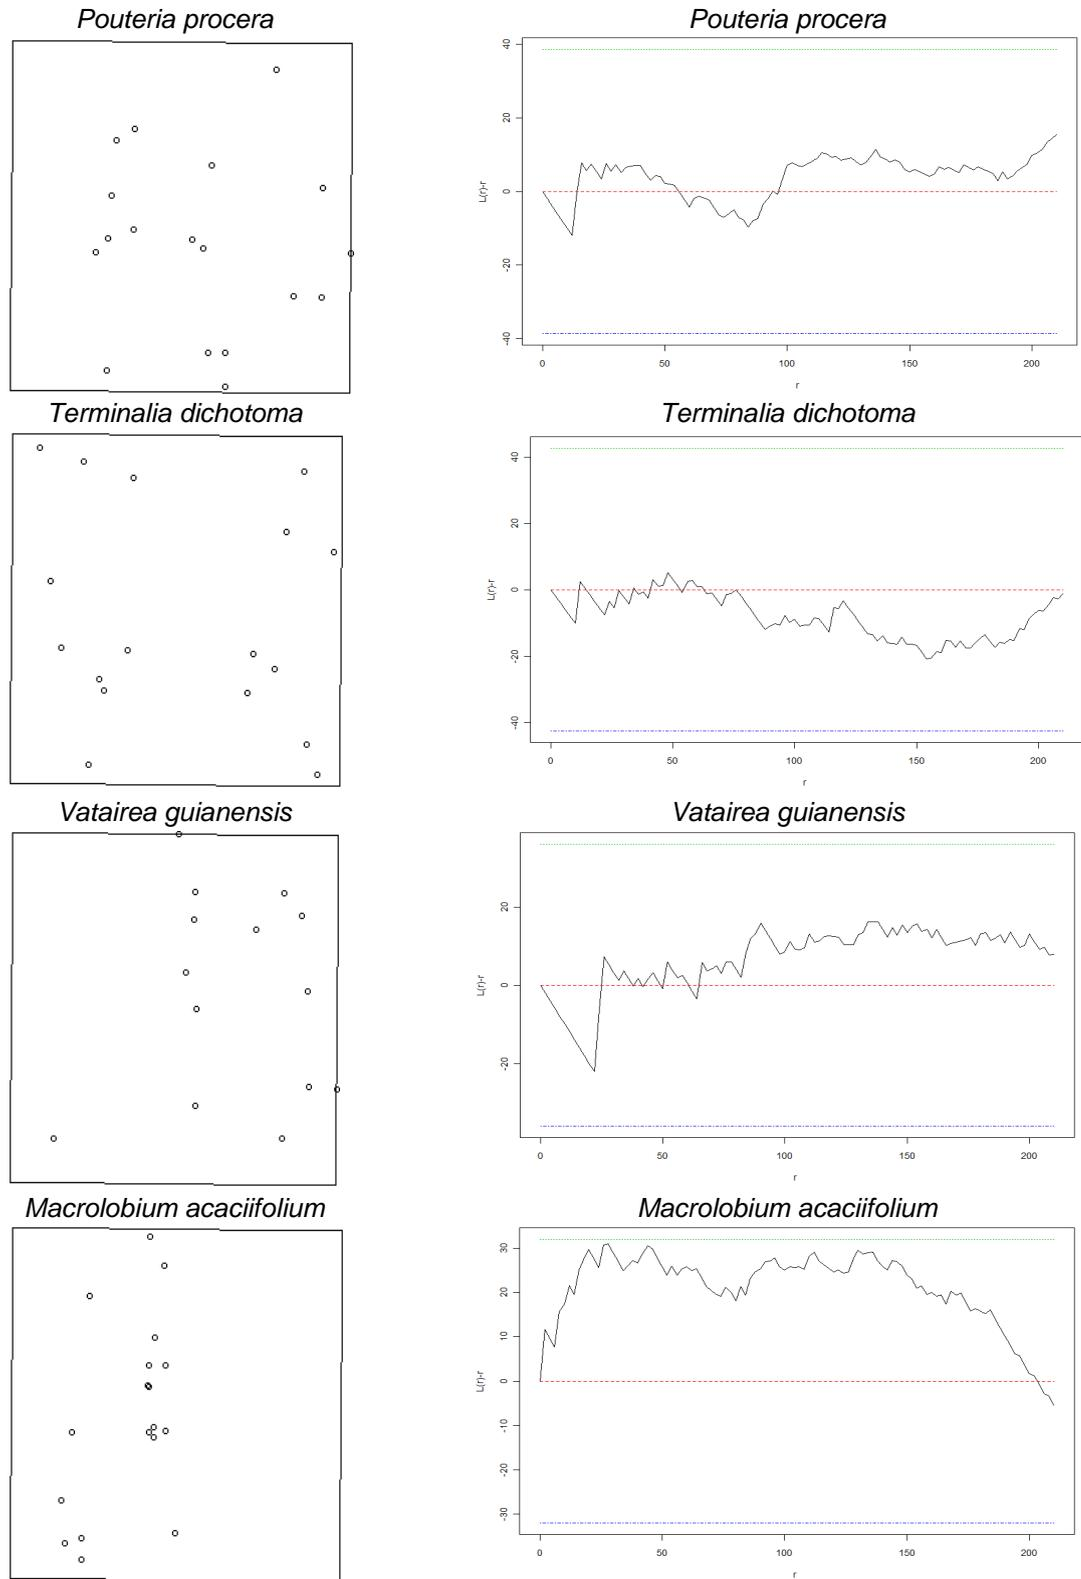 Pouteria procera
Pouteria procera
40
20
0
-20
-40
L(r)-r
0 50 100 150 200
r
Terminalia dichotoma
Terminalia dichotoma
40
20
0
-20
-40
L(r)-r
0 50 100 150 200
r
Vatairea guianensis
Vatairea guianensis
20
0
-20
L(r)-r
0 50 100 150 200
r
Macrolobium acaciifolium
Macrolobium acaciifolium
30
20
10
0
-10
-20
-30
L(r)-r
0 50 100 150 200
r